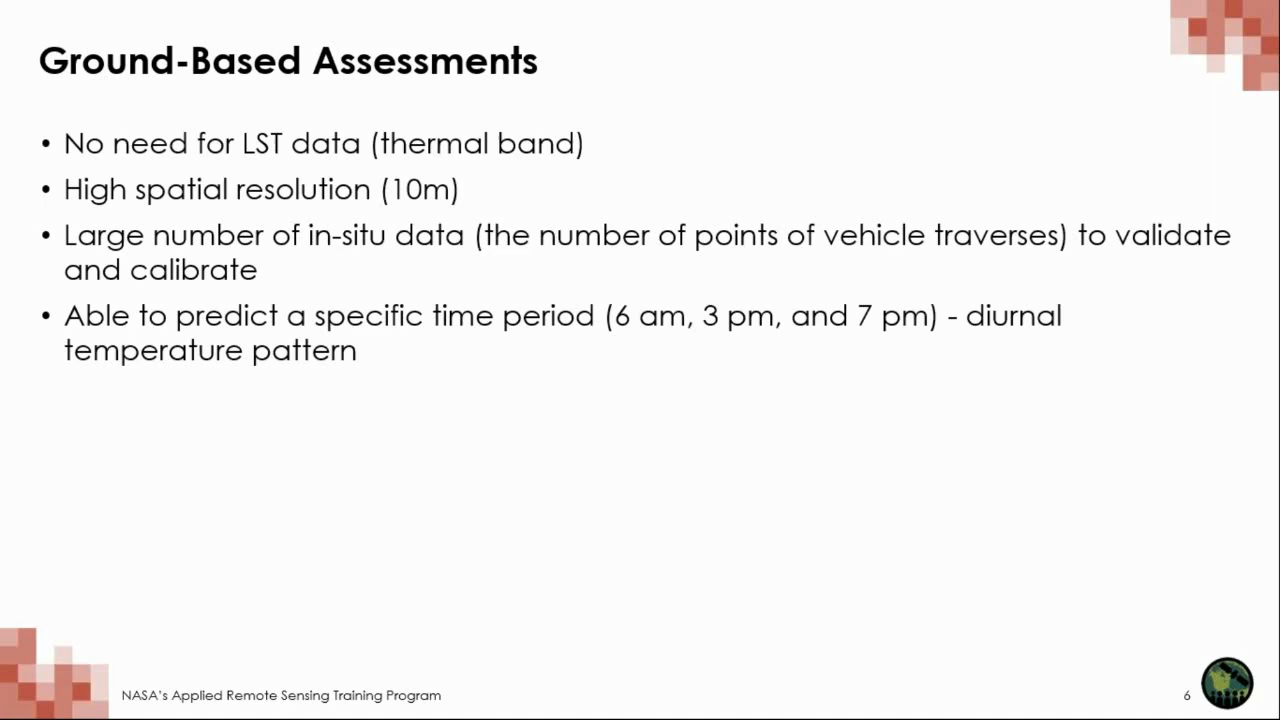 Ground-Based Assessments
• No need for LST data (thermal band)
• High spatial resolution (10m)
• Large number of in-situ data (the number of points of vehicle traverses) to validate
and calibrate
• Able to predict a specific time period (6 am, 3 pm, and 7 pm) - diurnal
temperature pattern
NASA's Applied Remote Sensing Training Program
6